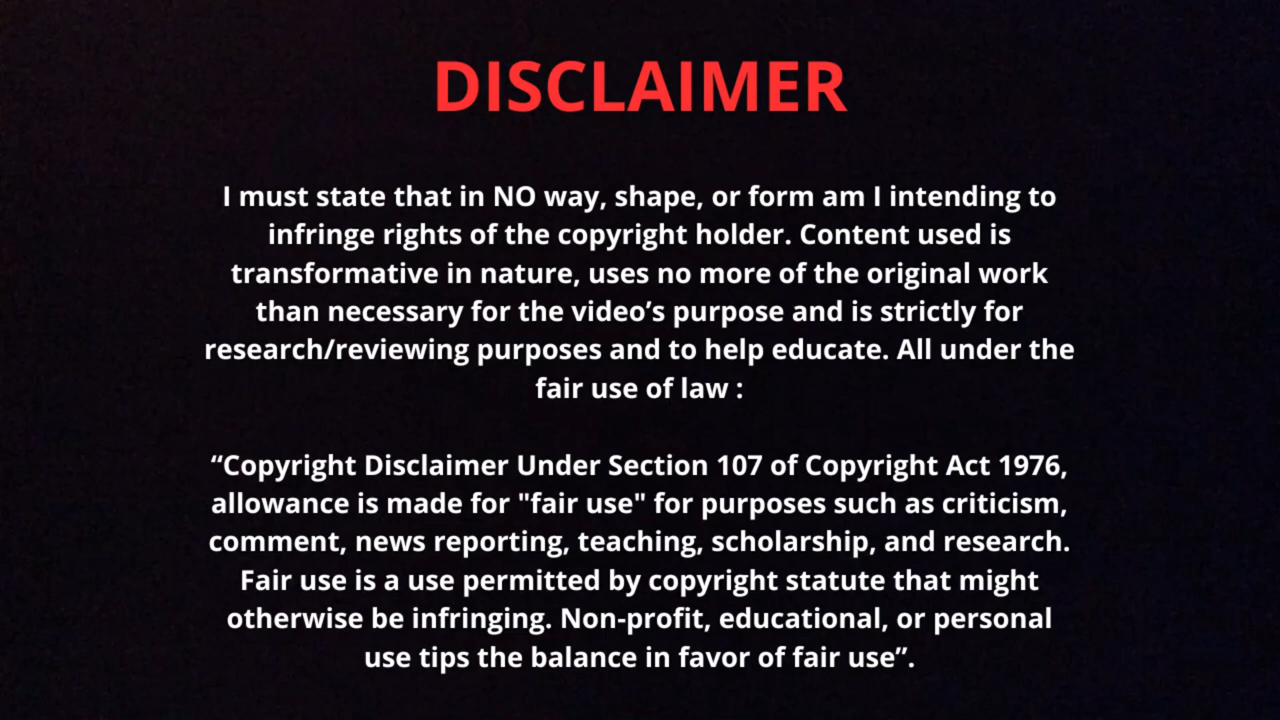 DISCLAIMER
I must state that in NO way, shape, or form am I intending to
infringe rights of the copyright holder. Content used is
transformative in nature, uses no more of the original work
than necessary for the video’s purpose and is strictly for
research/reviewing purposes and to help educate. All under the
fair use of law :
“Copyright Disclaimer Under Section 107 of Copyright Act 1976,
allowance is made for "fair use" for purposes such as criticism,
comment, news reporting, teaching, scholarship, and research.
Fair use is a use permitted by copyright statute that might
otherwise be infringing. Non-profit, educational, or personal
use tips the balance in favor of fair use”.